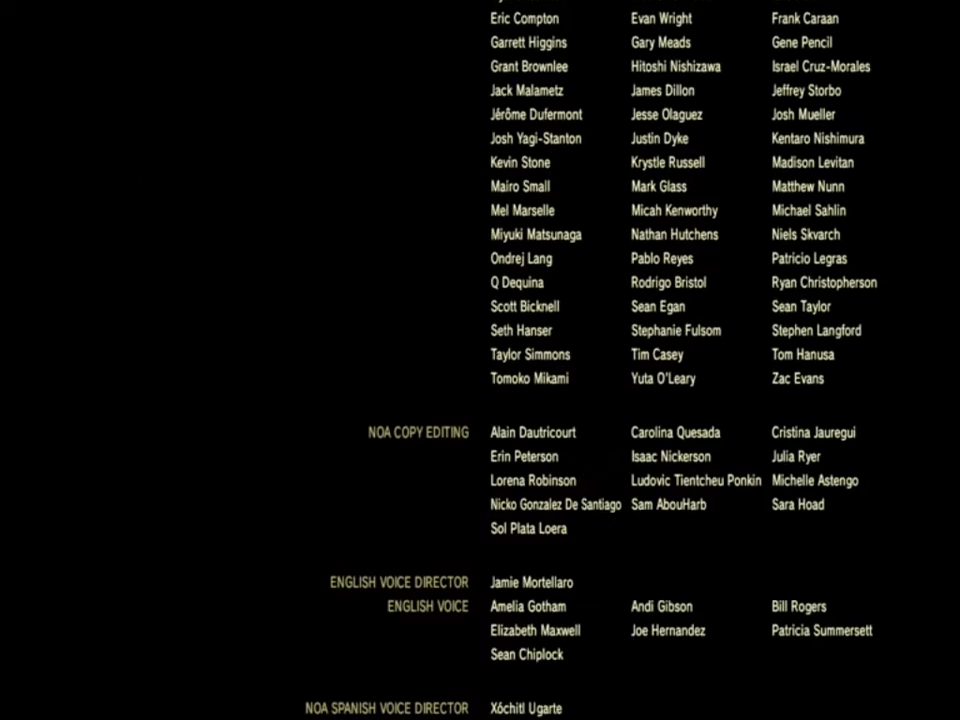 Eric Compton Evan Wright Frank Caraan
Garrett Higgins Gary Meads Gene Pencil
Grant Brownlee Hitoshi Nishizawa Israel Cruz-Morales
Jack Malametz James Dillon Jeffrey Storbo
Jérôme Dufermont Jesse Olaguez Josh Mueller
Josh Yagi-Stanton Justin Dyke Kentaro Nishimura
Kevin Stone Krystle Russell Madison Levitan
Mairo Small Mark Glass Matthew Nunn
Mel Marselle Micah Kenworthy Michael Sahlin
Miyuki Matsunaga Nathan Hutchens Niels Skvarch
Ondrej Lang Pablo Reyes Patricio Legras
Q Dequina Rodrigo Bristol Ryan Christopherson
Scott Bicknell Sean Egan Sean Taylor
Seth Hanser Stephanie Fulsom Stephen Langford
Taylor Simmons Tim Casey Tom Hanusa
Tomoko Mikami Yuta O'Leary Zac Evans
NOA COPY EDITING Alain Dautricourt Carolina Quesada Cristina Jauregui
Erin Peterson Isaac Nickerson Julia Ryer
Lorena Robinson Ludovic Tientcheu Ponkin Michelle Astengo
Nicko Gonzalez De Santiago Sam AbouHarb Sara Hoad
Sol Plata Loera
ENGLISH VOICE DIRECTOR Jamie Mortellaro
ENGLISH VOICE Amelia Gotham Andi Gibson Bill Rogers
Elizabeth Maxwell Joe Hernandez Patricia Summersett
Sean Chiplock
NOA SPANISH VOICE DIRECTOR Xóchitl Ugarte